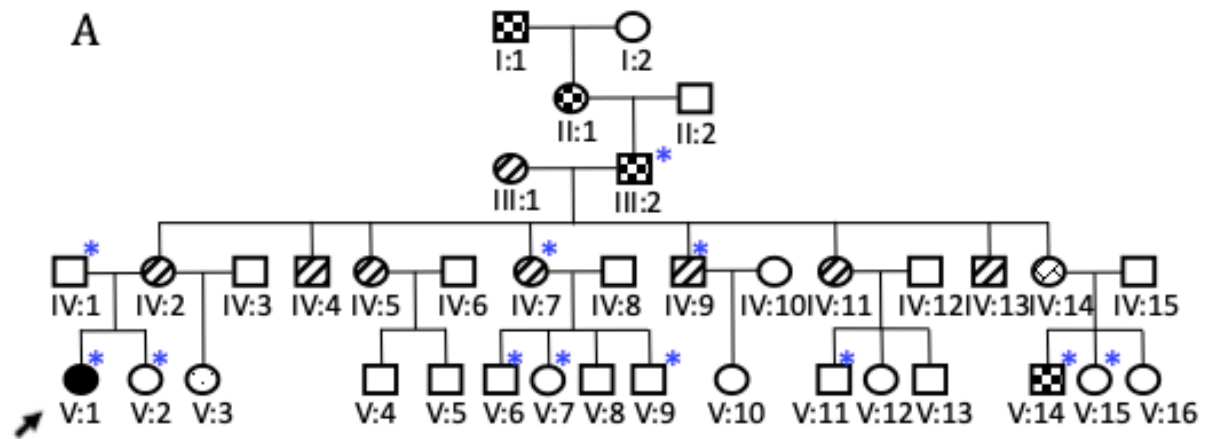 A
I:1 I:2
II:1 II:2
*
III:1 III:2
* * *
IV:1 IV:2 IV:3 IV:4 IV:5 IV:6 IV:7 IV:8 IV:9 IV:10 IV:11 IV:12 IV:13 IV:14 IV:15
* * * * * * * *
V:1 V:2 V:3 V:4 V:5 V:6 V:7 V:8 V:9 V:10 V:11 V:12 V:13 V:14 V:15 V:16